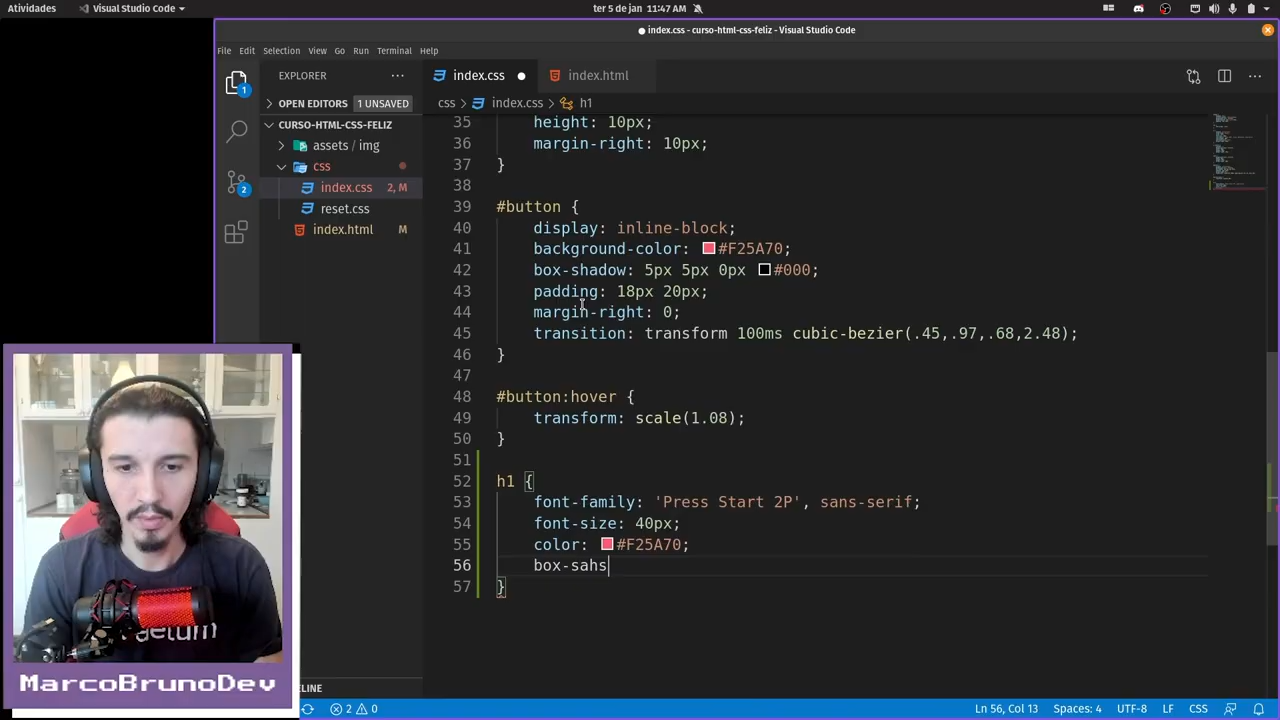 Atividades
Visual Studio Code
ter 5 de jan 11:47 AM
● index.css - curso-html-css-feliz - Visual Studio Code
File Edit Selection View Go Run Terminal Help
EXPLORER
index.css
index.html
OPEN EDITORS 1 UNSAVED
css > index.css > h1
CURSO-HTML-CSS-FELIZ
assets / img
css
index.css 2, M
reset.css
index.html M
1
2
35 height: 10px;
36 margin-right: 10px;
37 }
38
39 #button {
40 display: inline-block;
41 background-color: #F25A70;
42 box-shadow: 5px 5px 0px #000;
43 padding: 18px 20px;
44 margin-right: 0;
45 transition: transform 100ms cubic-bezier(.45,.97,.68,2.48);
46 }
47
48 #button:hover {
49 transform: scale(1.08);
50 }
51
52 h1 {
53 font-family: 'Press Start 2P', sans-serif;
54 font-size: 40px;
55 color: #F25A70;
56 box-sahs
57 }
MarcoBrunoDev
2 0
Ln 56, Col 13 Spaces: 4 UTF-8 LF CSS